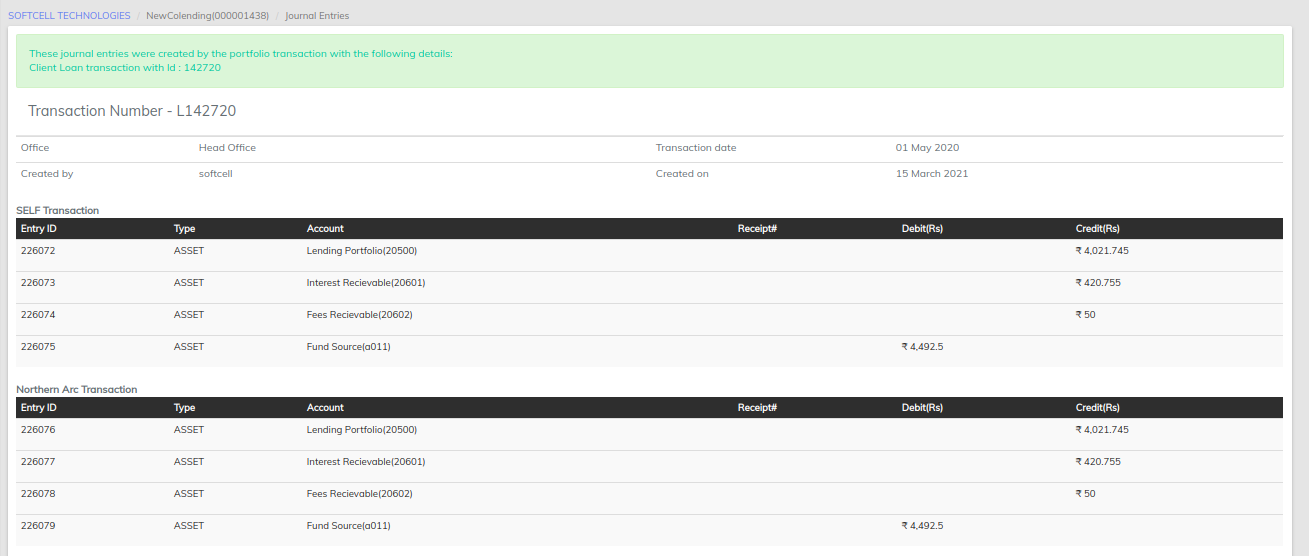 SOFTCELL TECHNOLOGIES / NewColending(000001438) / Journal Entries
These journal entries were created by the portfolio transaction with the following details:
Client Loan transaction with Id : 142720
Transaction Number - L142720
Office Head Office Transaction date 01 May 2020
Created by softcell Created on 15 March 2021
SELF Transaction
Entry ID Type Account Receipt# Debit(Rs) Credit(Rs)
226072 ASSET Lending Portfolio(20500) ₹ 4,021.745
226073 ASSET Interest Recievable(20601) ₹ 420.755
226074 ASSET Fees Recievable(20602) ₹ 50
226075 ASSET Fund Source(a011) ₹ 4,492.5
Northern Arc Transaction
Entry ID Type Account Receipt# Debit(Rs) Credit(Rs)
226076 ASSET Lending Portfolio(20500) ₹ 4,021.745
226077 ASSET Interest Recievable(20601) ₹ 420.755
226078 ASSET Fees Recievable(20602) ₹ 50
226079 ASSET Fund Source(a011) ₹ 4,492.5